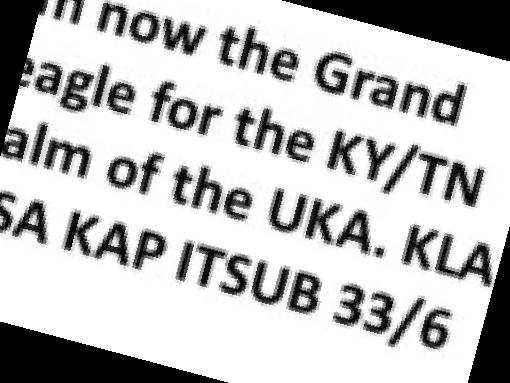 now the Grand
eagle for the KY/TN
alm of the UKA. KLA
SA KAP ITSUB 33/6